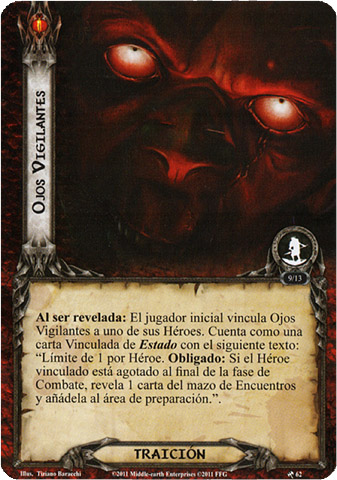 OJOS VIGILANTES
9/13
Al ser revelada: El jugador inicial vincula Ojos
Vigilantes a uno de sus Héroes. Cuenta como una
carta Vinculada de Estado con el siguiente texto:
“Límite de 1 por Héroe. Obligado: Si el Héroe
vinculado está agotado al final de la fase de
Combate, revela 1 carta del mazo de Encuentros
y añádela al área de preparación.”.
TRAICIÓN
Illus. Tiziano Baracchi ©2011 Middle-earth Enterprises ©2011 FFG 62